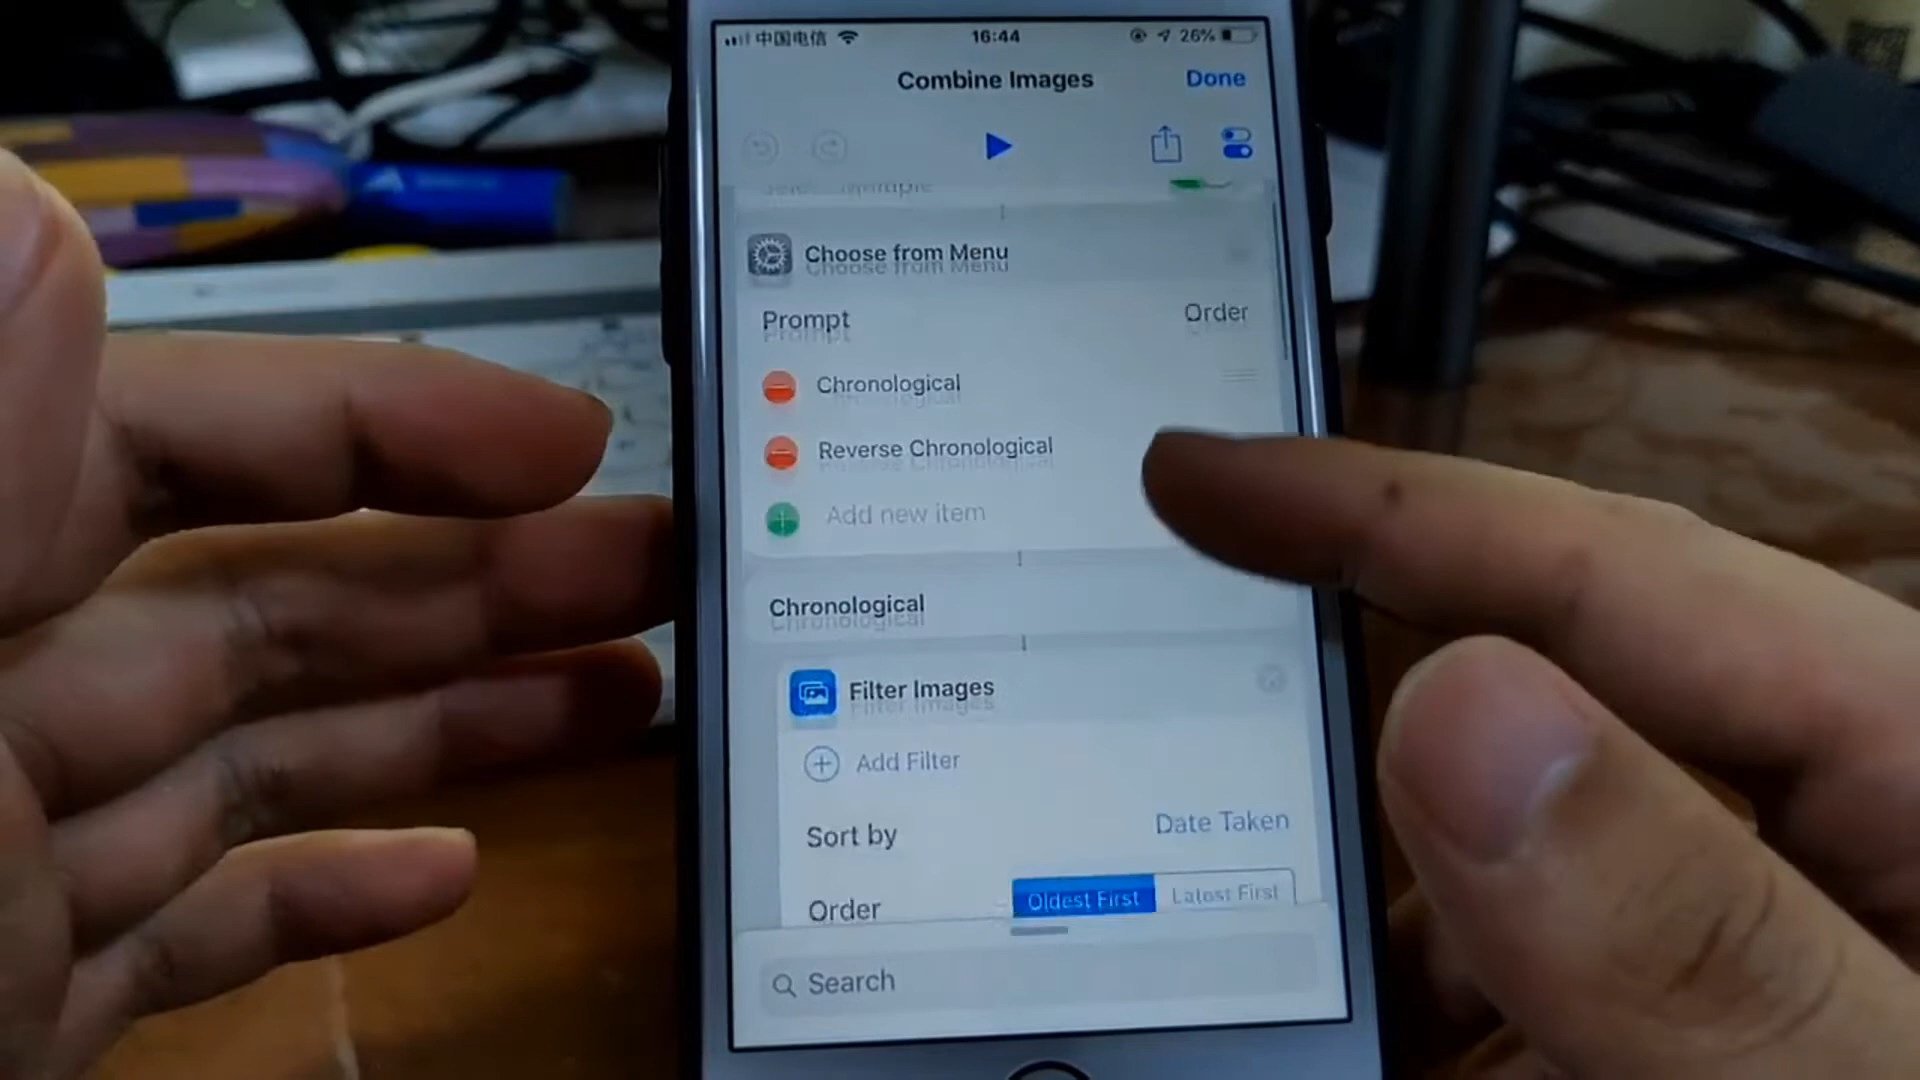 中国电信
16:44
26%
Combine Images
Done
Choose from Menu
Prompt
Order
Chronological
Reverse Chronological
Add new item
Chronological
Filter Images
Add Filter
Sort by
Date Taken
Order
Oldest First
Latest First
Search